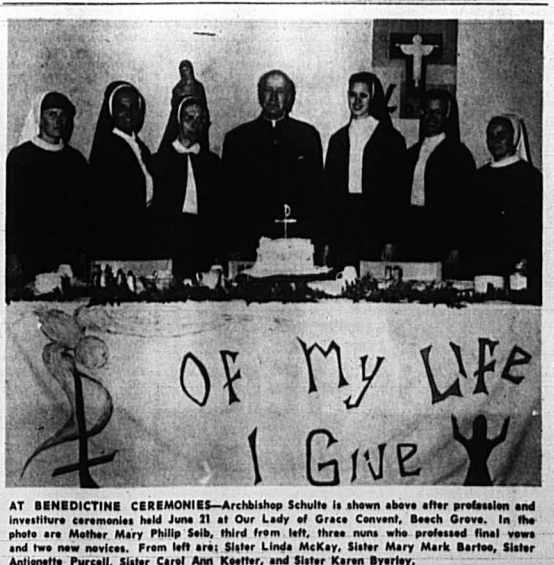 Of My Life
I Give
AT BENEDICTINE CEREMONIES—Archbishop Schulte is shown above after profession and
investiture ceremonies held June 21 at Our Lady of Grace Convent, Beech Grove. In the
photo are Mother Mary Philip Seib, third from left, three nuns who professed final vows
and two new novices. From left are: Sister Linda McKay, Sister Mary Mark Bartoo, Sister
Antionette Purcell, Sister Carol Ann Koetter, and Sister Karen Byerley.